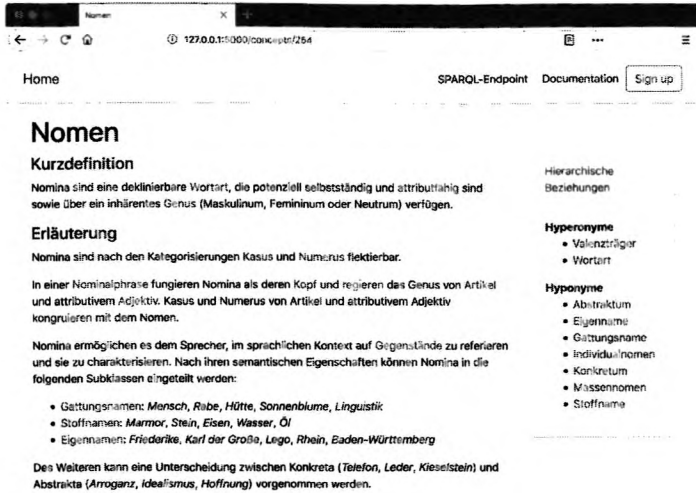 Nomen
127.0.0.1:5000/concepts/264
Home
SPARQL-Endpoint Documentation Sign up
Nomen
Kurzdefinition
Nomina sind eine deklinierbare Wortart, die potenziell selbstständig und attributfähig sind
sowie über ein inhärentes Genus (Maskulinum, Femininum oder Neutrum) verfügen.
Erläuterung
Nomina sind nach den Kategorisierungen Kasus und Numerus flektierbar.
In einer Nominalphrase fungieren Nomina als deren Kopf und regieren das Genus von Artikel
und attributivem Adjektiv. Kasus und Numerus von Artikel und attributivem Adjektiv
kongruieren mit dem Nomen.
Nomina ermöglichen es dem Sprecher, im sprachlichen Kontext auf Gegenstände zu referieren
und sie zu charakterisieren. Nach ihren semantischen Eigenschaften können Nomina in die
folgenden Subklassen eingeteilt werden:
• Gattungsnamen: Mensch, Rabe, Hütte, Sonnenblume, Linguistik
• Stoffnamen: Marmor, Stein, Eisen, Wasser, Öl
• Eigennamen: Friederike, Karl der Große, Lego, Rhein, Baden-Württemberg
Des Weiteren kann eine Unterscheidung zwischen Konkreta (Telefon, Leder, Kieselstein) und
Abstrakta (Arroganz, Idealismus, Hoffnung) vorgenommen werden.
Hierarchische
Beziehungen
Hyperonyme
• Valenzträger
• Wortart
Hyponyme
• Abstraktum
• Eigenname
• Gattungsname
• Individualnomen
• Konkretum
• Massennomen
• Stoffname